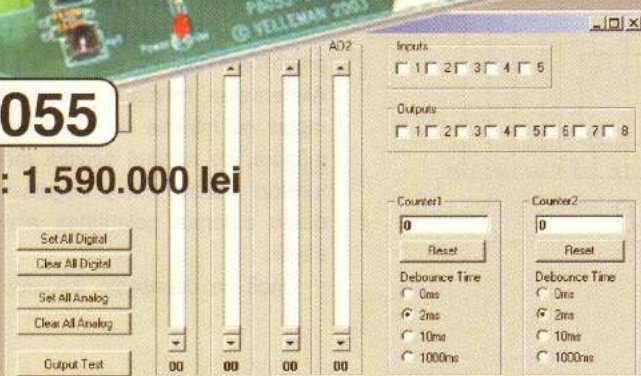 © VELLEMAN 2003
AD2
055
: 1.590.000 lei
Inputs
1 2 3 4 5
Outputs
1 2 3 4 5 6 7 8
Set All Digital
Clear All Digital
Set All Analog
Clear All Analog
Output Test
00 00 00 00
Counter1
0
Reset
Debounce Time
0ms
2ms
10ms
1000ms
Counter2
0
Reset
Debounce Time
0ms
2ms
10ms
1000ms